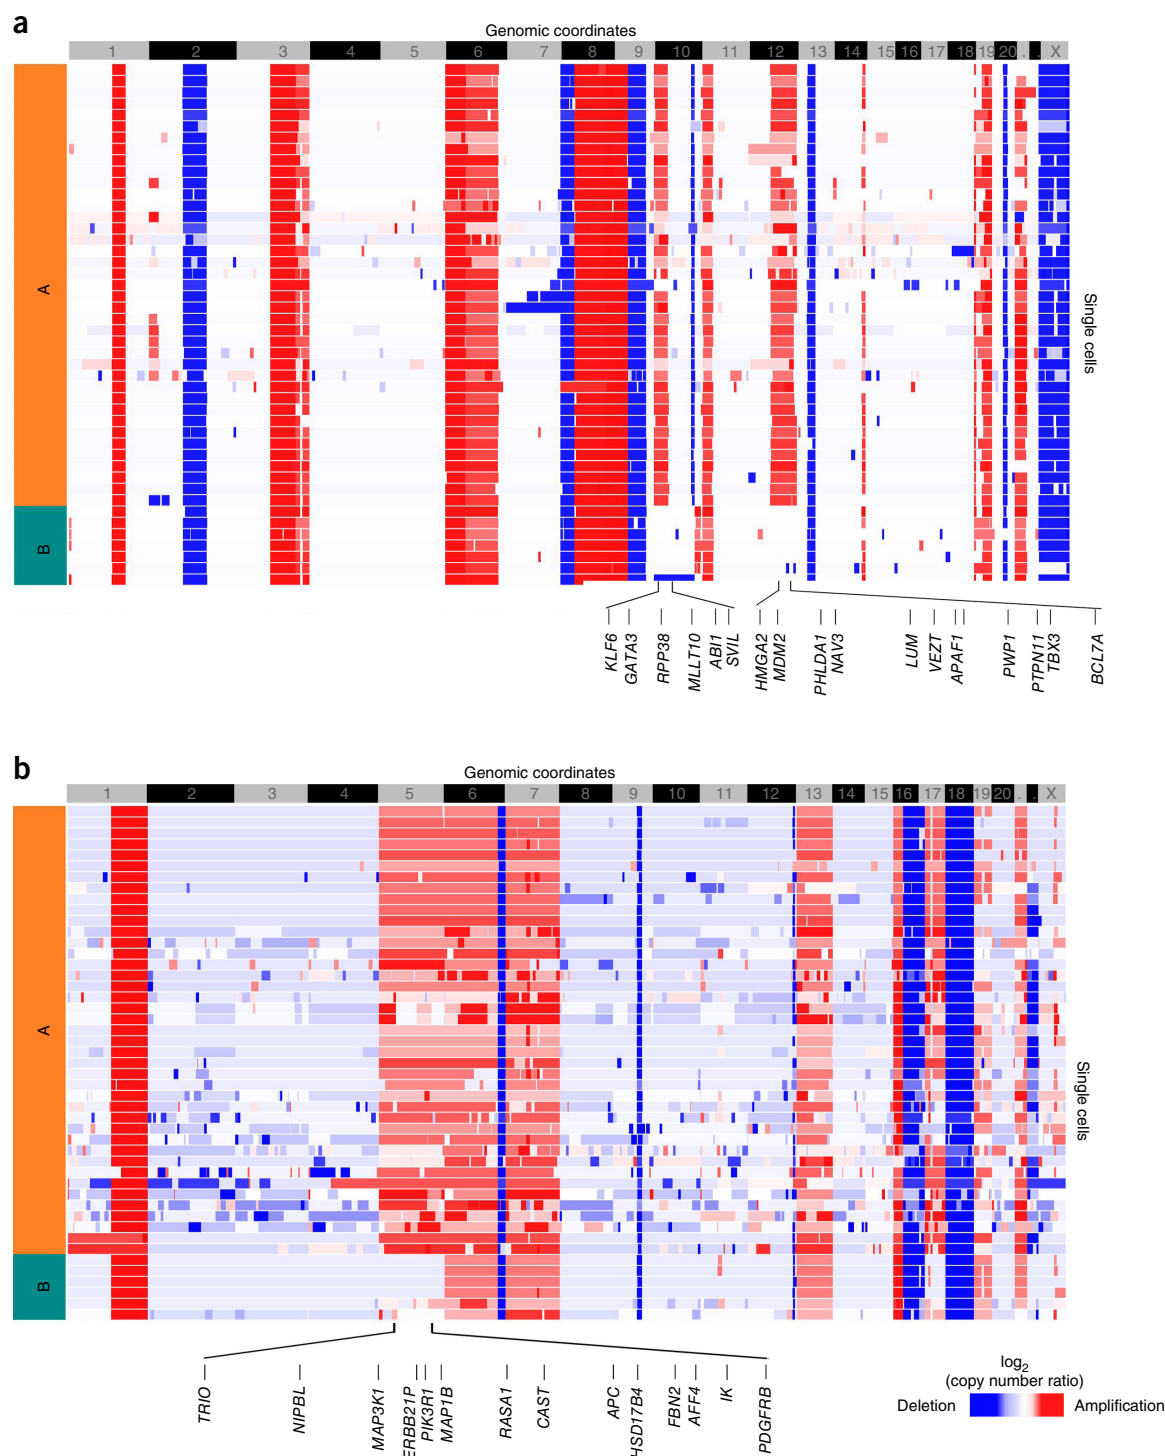 a
Genomic coordinates
1 2 3 4 5 6 7 8 9 10 11 12 13 14 15 16 17 18 19 20 . X
A
B
Single cells
KLF6 GATA3 RPP38 MLLT10 ABI1 SVIL HMGA2 MDM2 PHLDA1 NAV3 LUM VEZT APAF1 PWP1 PTPN11 TBX3 BCL7A
b
Genomic coordinates
1 2 3 4 5 6 7 8 9 10 11 12 13 14 15 16 17 18 19 20 . . X
A
B
Single cells
TRIO NIPBL MAP3K1 ERBB21P PIK3R1 MAP1B RASA1 CAST APC HSD17B4 FBN2 AFF4 IK PDGFRB
log2
(copy number ratio)
Deletion Amplification